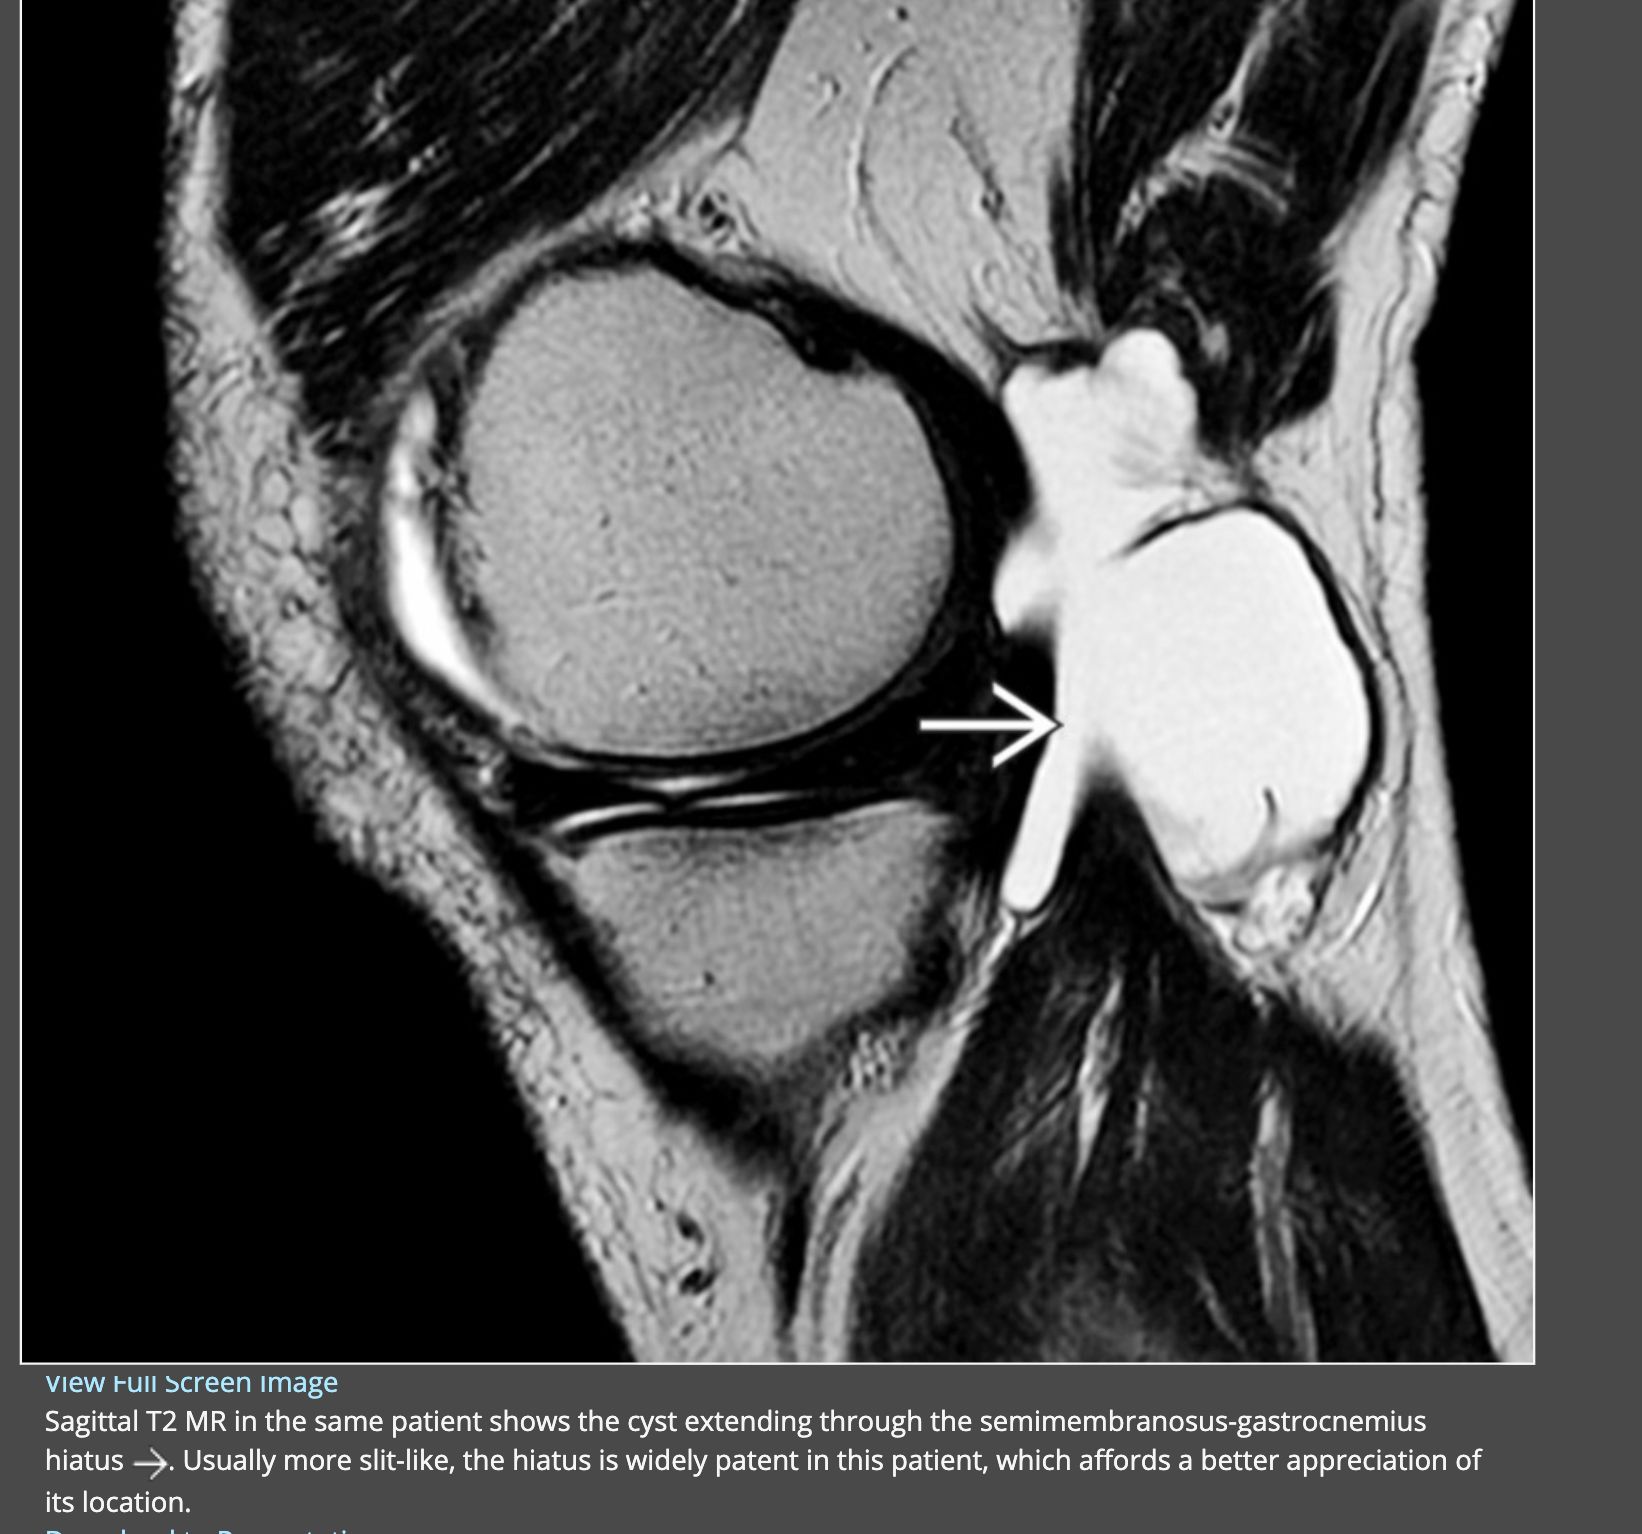 View Full Screen Image
Sagittal T2 MR in the same patient shows the cyst extending through the semimembranosus-gastrocnemius
hiatus →. Usually more slit-like, the hiatus is widely patent in this patient, which affords a better appreciation of
its location.